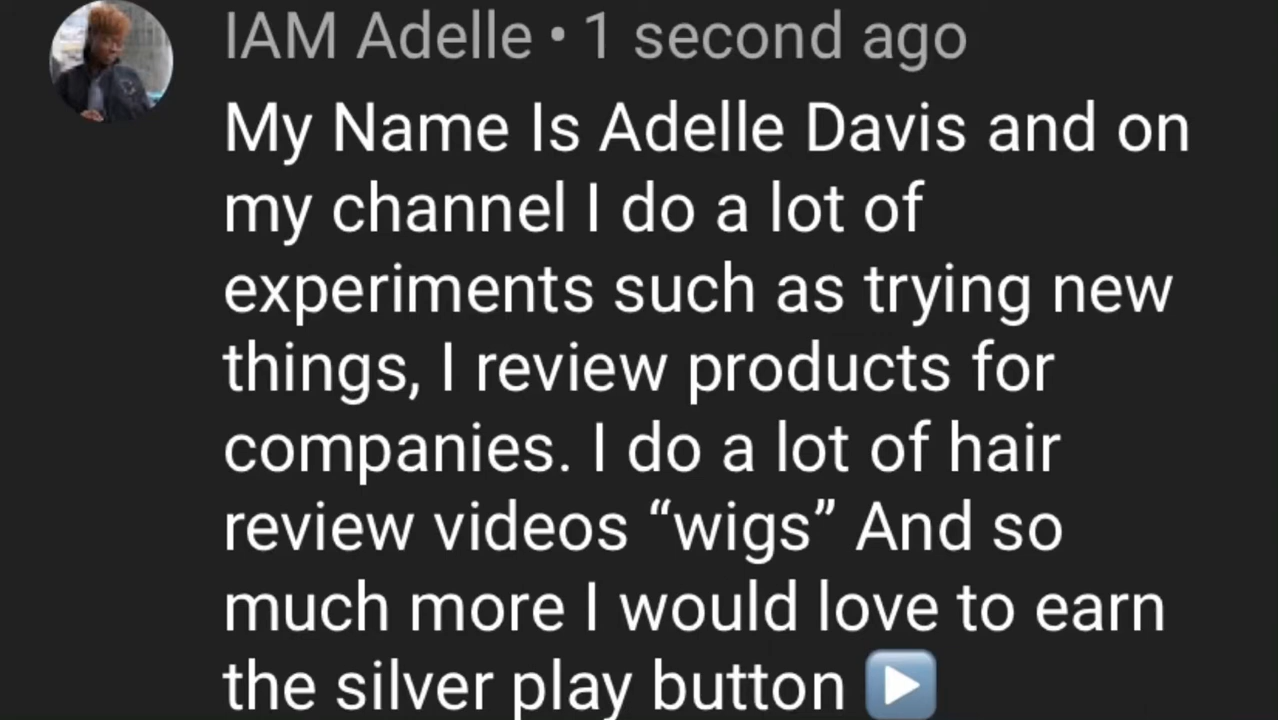 IAM Adelle • 1 second ago
My Name Is Adelle Davis and on
my channel I do a lot of
experiments such as trying new
things, I review products for
companies. I do a lot of hair
review videos “wigs” And so
much more I would love to earn
the silver play button ▶️